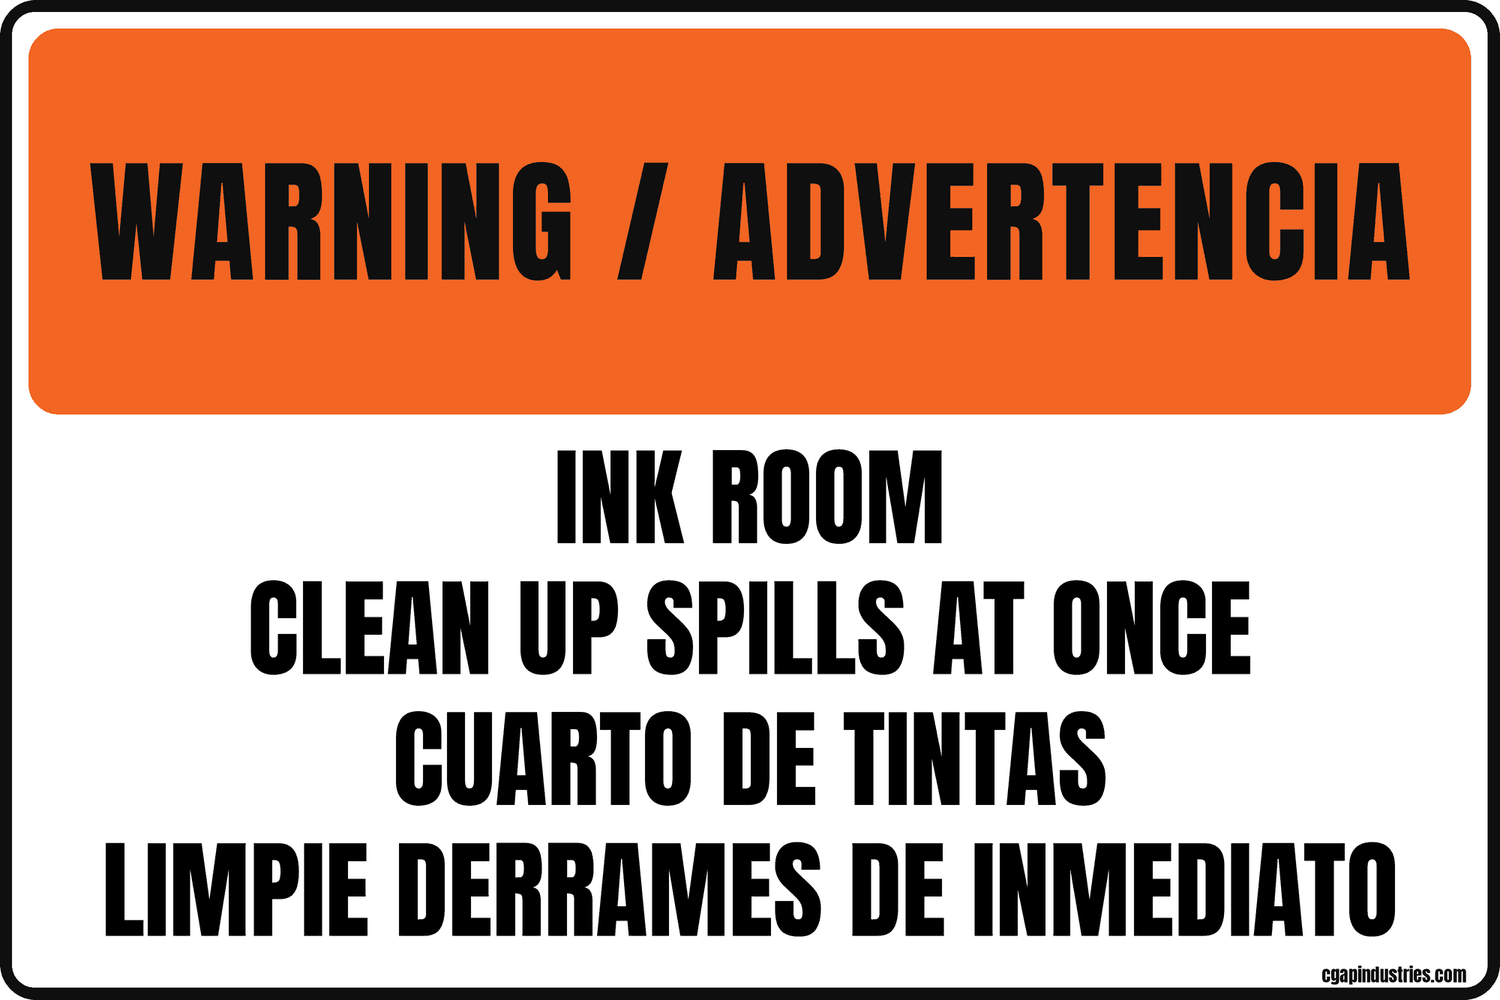 WARNING / ADVERTENCIA
INK ROOM
CLEAN UP SPILLS AT ONCE
CUARTO DE TINTAS
LIMPIE DERRAMES DE INMEDIATO
cgapindustries.com